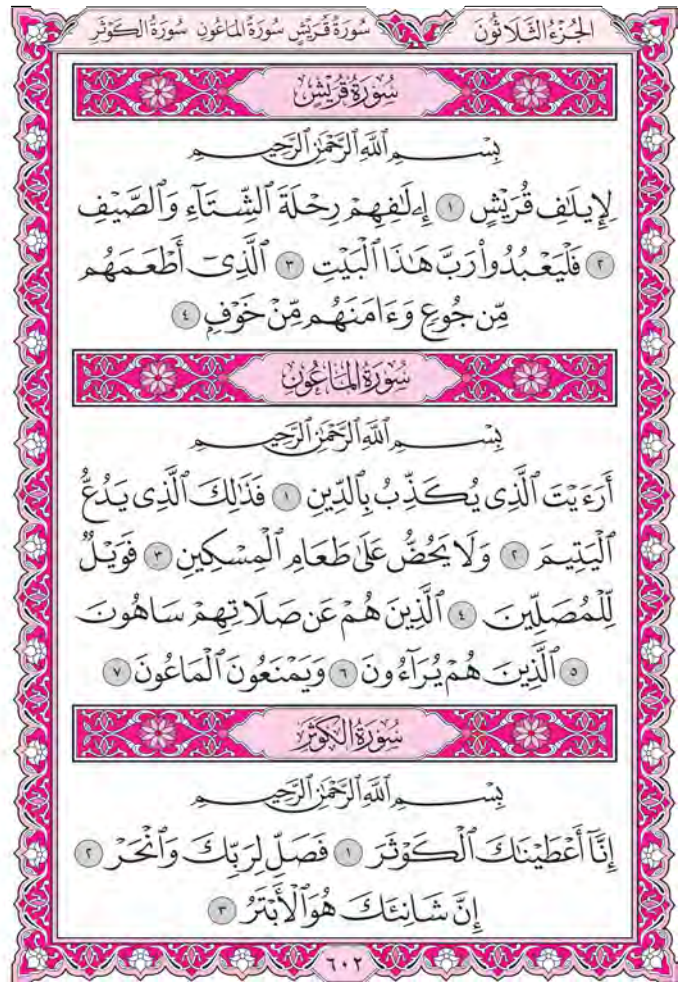 الجُزْءُ الثَّلَاثُونَ سُورَةُ قُرَيْشٍ سُورَةُ المَاعُونِ سُورَةُ الكَوْثَرِ
سُورَةُ قُرَيْشٍ
بِسْمِ ٱللَّهِ ٱلرَّحْمَٰنِ ٱلرَّحِيمِ
لِإِيلَٰفِ قُرَيْشٍ ١ إِۦلَٰفِهِمْ رِحْلَةَ ٱلشِّتَآءِ وَٱلصَّيْفِ
٢ فَلْيَعْبُدُوا۟ رَبَّ هَٰذَا ٱلْبَيْتِ ٣ ٱلَّذِىٓ أَطْعَمَهُم
مِّن جُوعٍ وَءَامَنَهُم مِّنْ خَوْفٍۭ ٤
سُورَةُ المَاعُونِ
بِسْمِ ٱللَّهِ ٱلرَّحْمَٰنِ ٱلرَّحِيمِ
أَرَءَيْتَ ٱلَّذِى يُكَذِّبُ بِٱلدِّينِ ١ فَذَٰلِكَ ٱلَّذِى يَدُعُّ
ٱلْيَتِيمَ ٢ وَلَا يَحُضُّ عَلَىٰ طَعَامِ ٱلْمِسْكِينِ ٣ فَوَيْلٌ
لِّلْمُصَلِّينَ ٤ ٱلَّذِينَ هُمْ عَن صَلَاتِهِمْ سَاهُونَ
٥ ٱلَّذِينَ هُمْ يُرَآءُونَ ٦ وَيَمْنَعُونَ ٱلْمَاعُونَ ٧
سُورَةُ الكَوْثَرِ
بِسْمِ ٱللَّهِ ٱلرَّحْمَٰنِ ٱلرَّحِيمِ
إِنَّآ أَعْطَيْنَٰكَ ٱلْكَوْثَرَ ١ فَصَلِّ لِرَبِّكَ وَٱنْحَرْ ٢
إِنَّ شَانِئَكَ هُوَ ٱلْأَبْتَرُ ٣
٦٠٢